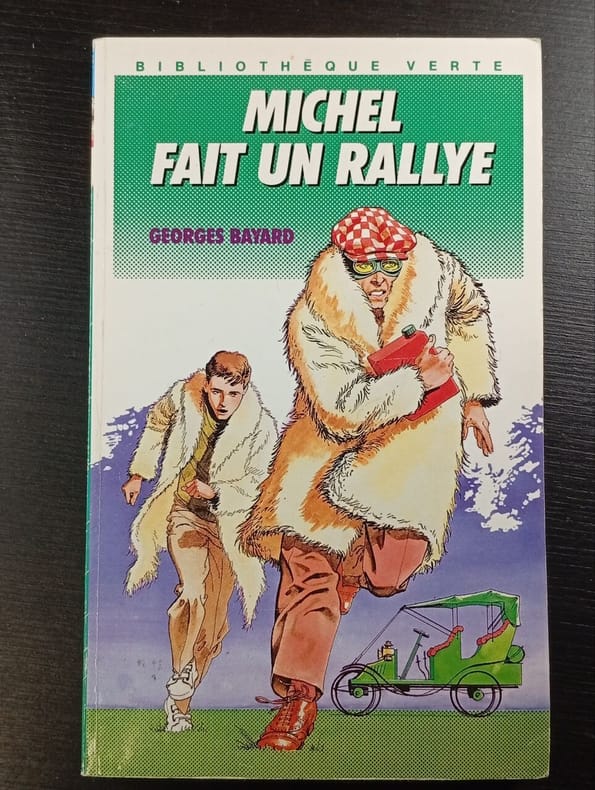 BIBLIOTHÈQUE VERTE
MICHEL
FAIT UN RALLYE
GEORGES BAYARD